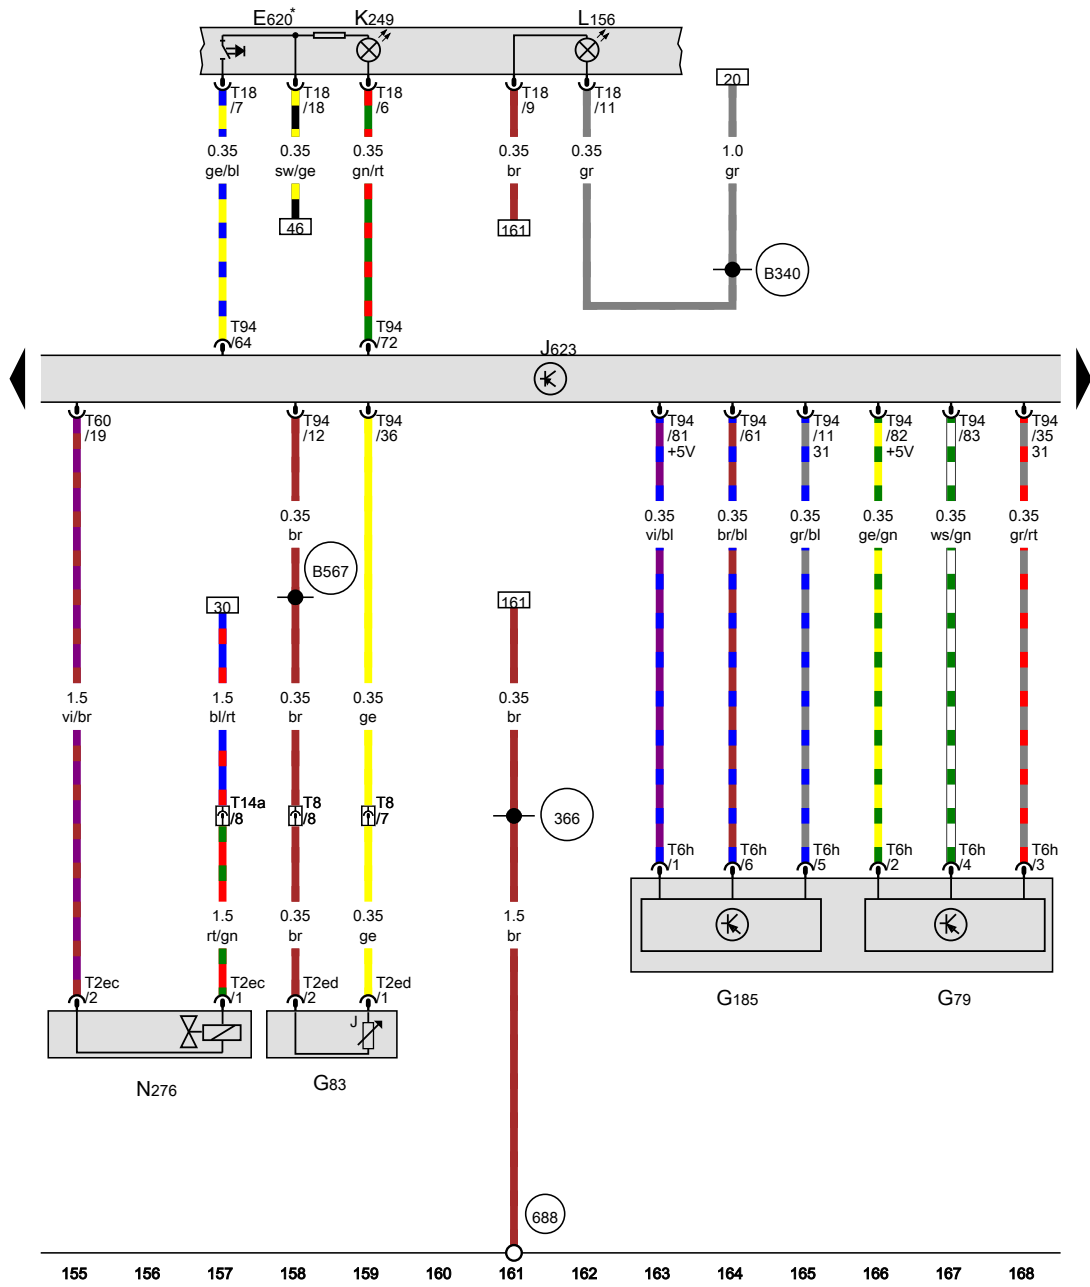 E620* K249 L156
20
T18 T18 T18 T18 T18
/7 /18 /6 /9 /11
0.35 0.35 0.35 0.35 0.35 1.0
ge/bl sw/ge gn/rt br gr gr
46 161
B340
T94 T94
/64 /72
J623
T60 T94 T94 T94 T94 T94 T94 T94 T94
/19 /12 /36 /81 /61 /11 /82 /83 /35
+5V 31 +5V 31
0.35 0.35 0.35 0.35 0.35 0.35 0.35
br vi/bl br/bl gr/bl ge/gn ws/gn gr/rt
B567
30 161
1.5 1.5 0.35 0.35 0.35
vi/br bl/rt br ge br
T14a T8 T8
/8 /8 /7
366
T6h T6h T6h T6h T6h T6h
/1 /6 /5 /2 /4 /3
1.5 0.35 0.35 1.5
rt/gn br ge br
T2ec T2ec T2ed T2ed
/2 /1 /2 /1
G185 G79
J
N276 G83
688
155 156 157 158 159 160 161 162 163 164 165 166 167 168